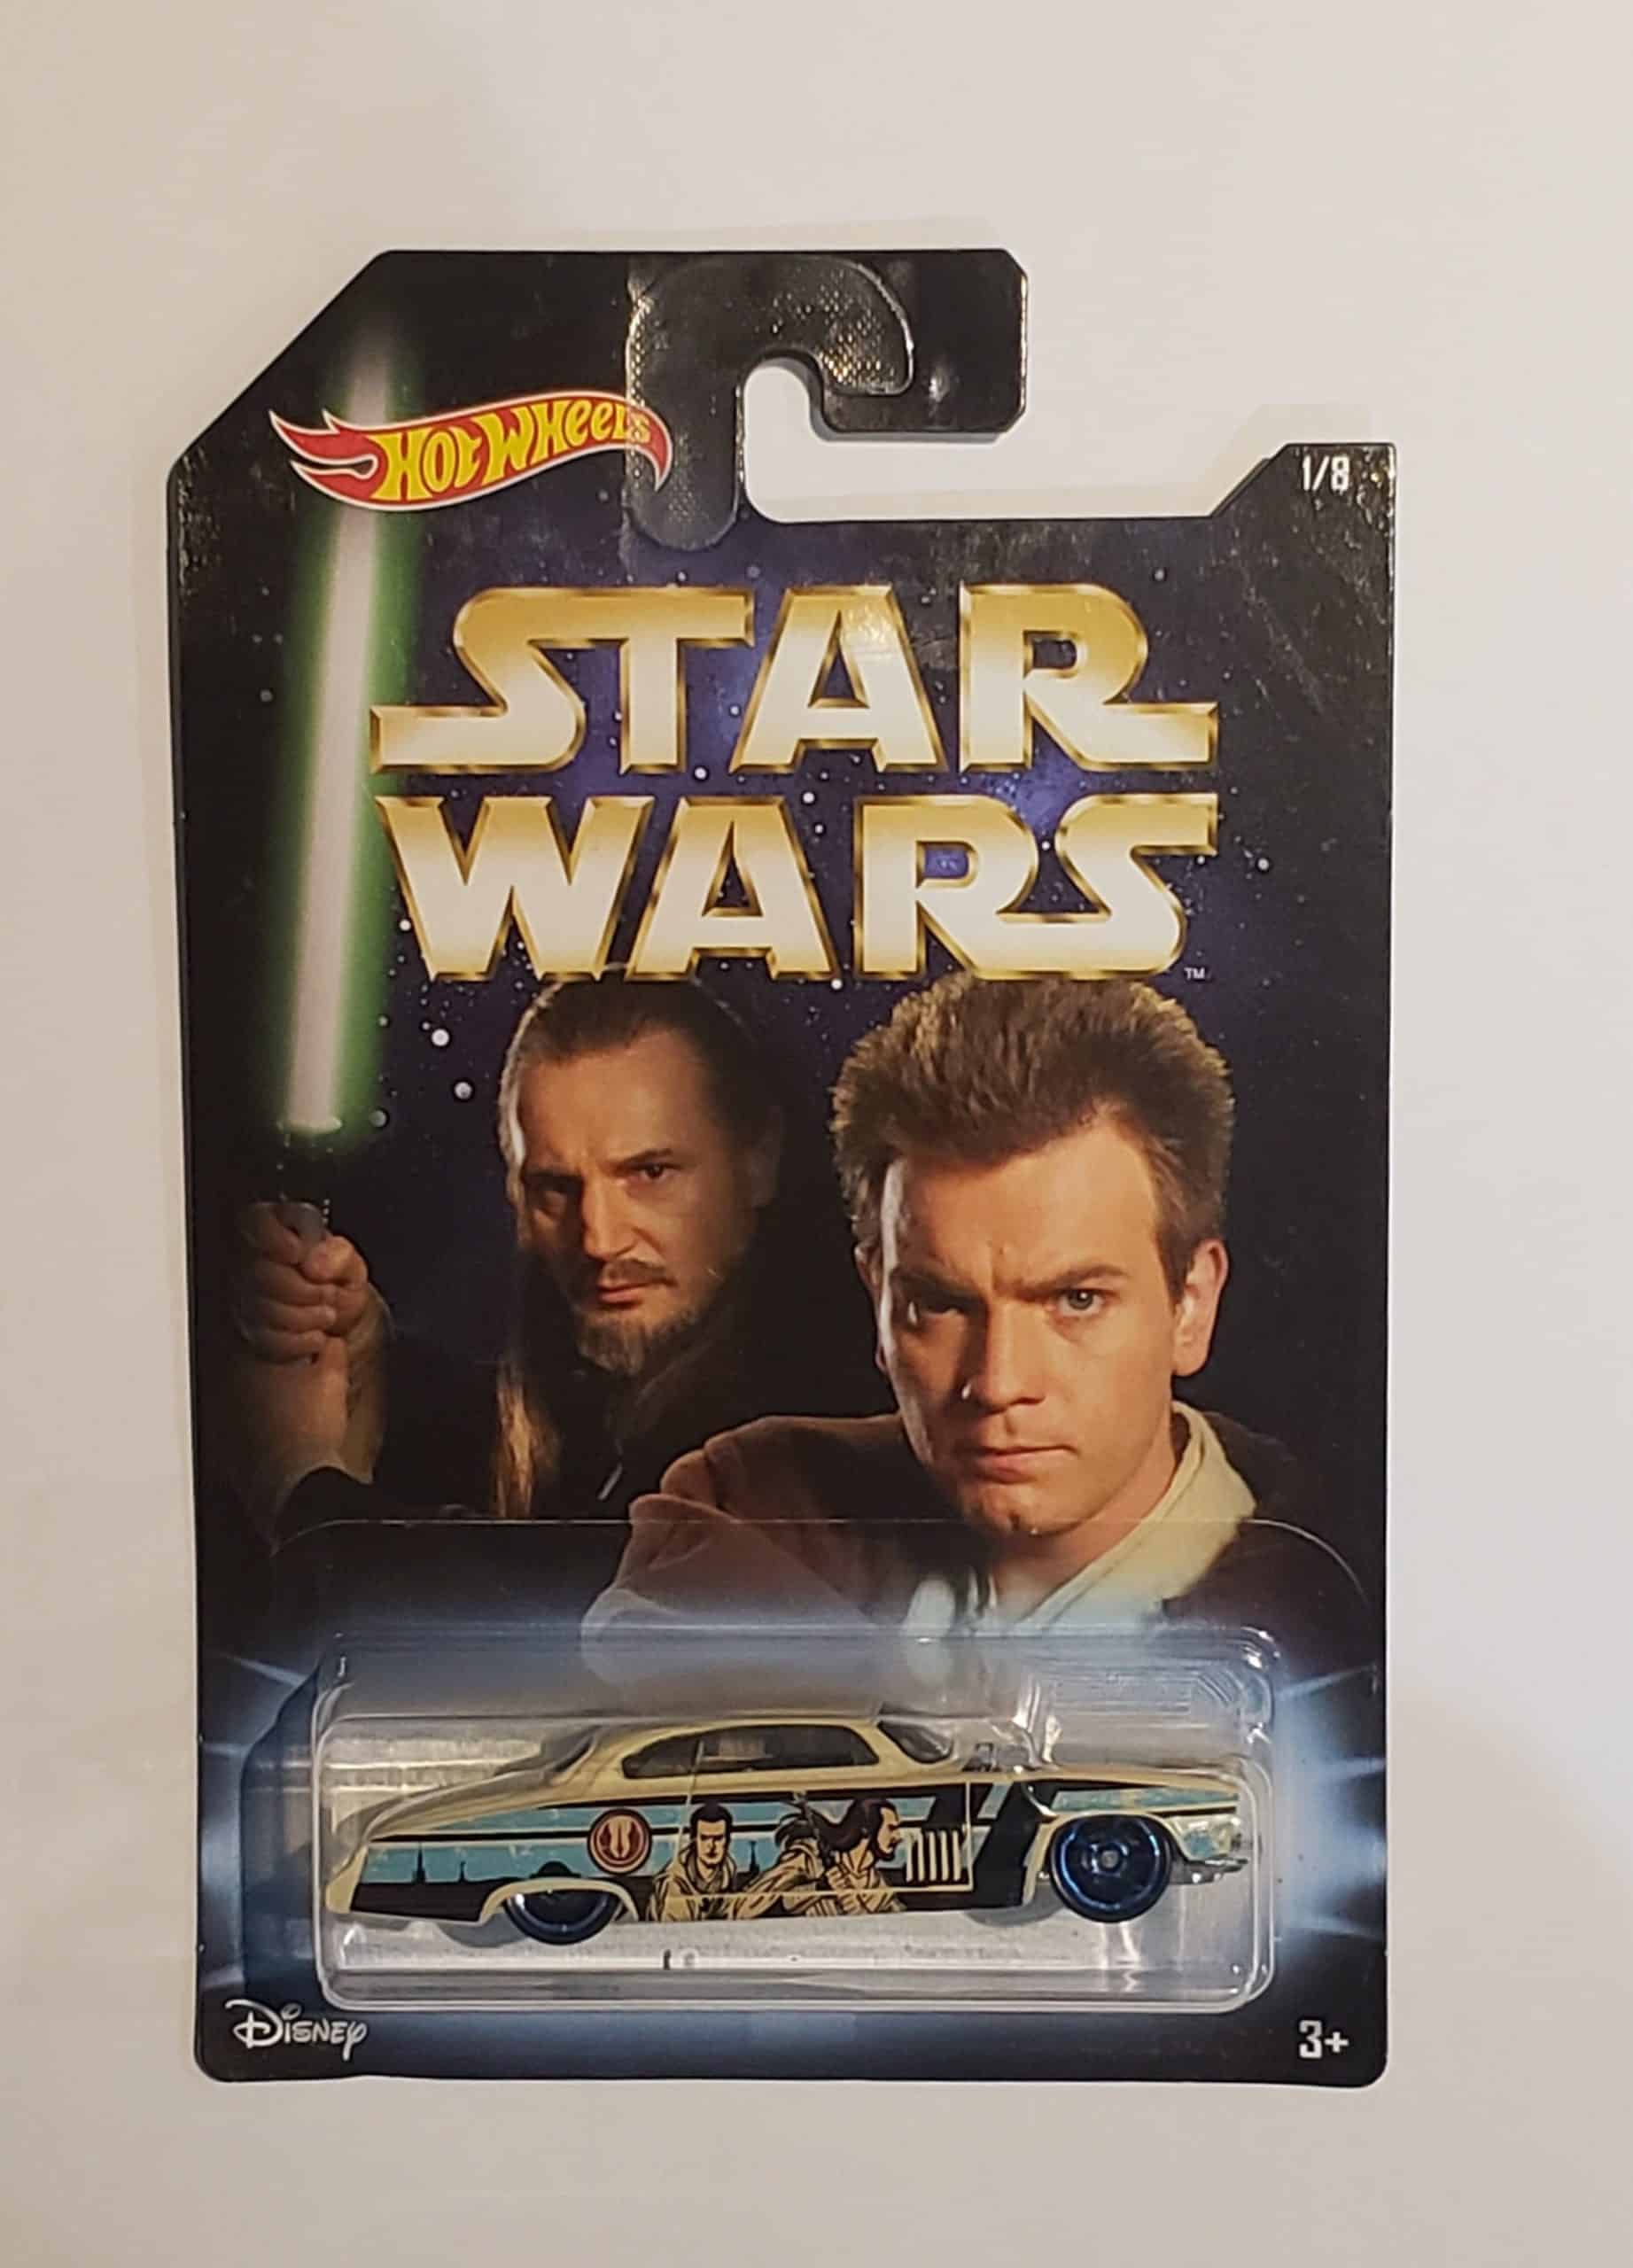 HOT WHEELS
1/8
STAR
WARS
TM
DISNEY
3+